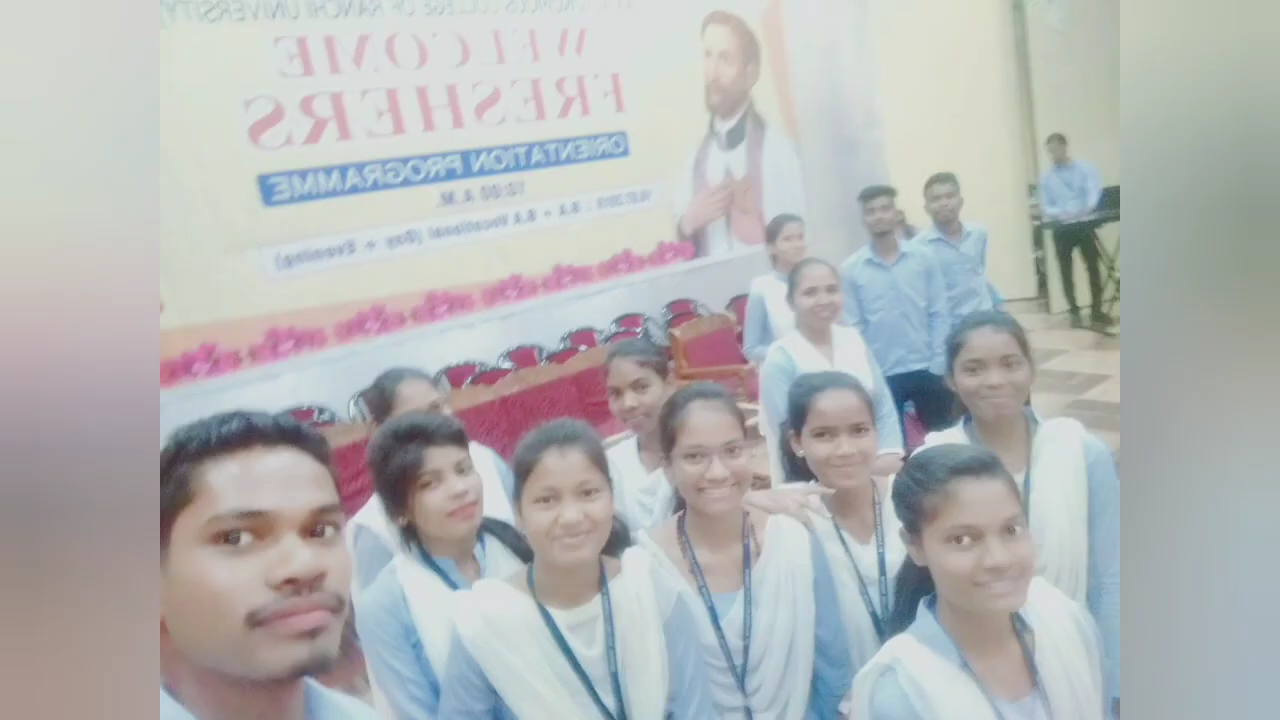 COLLEGE OF RANCHI UNIVERSITY
WELCOME
FRESHERS
ORIENTATION PROGRAMME
10:00 A.M.
B.A + B.A Vocational (Day + Evening)